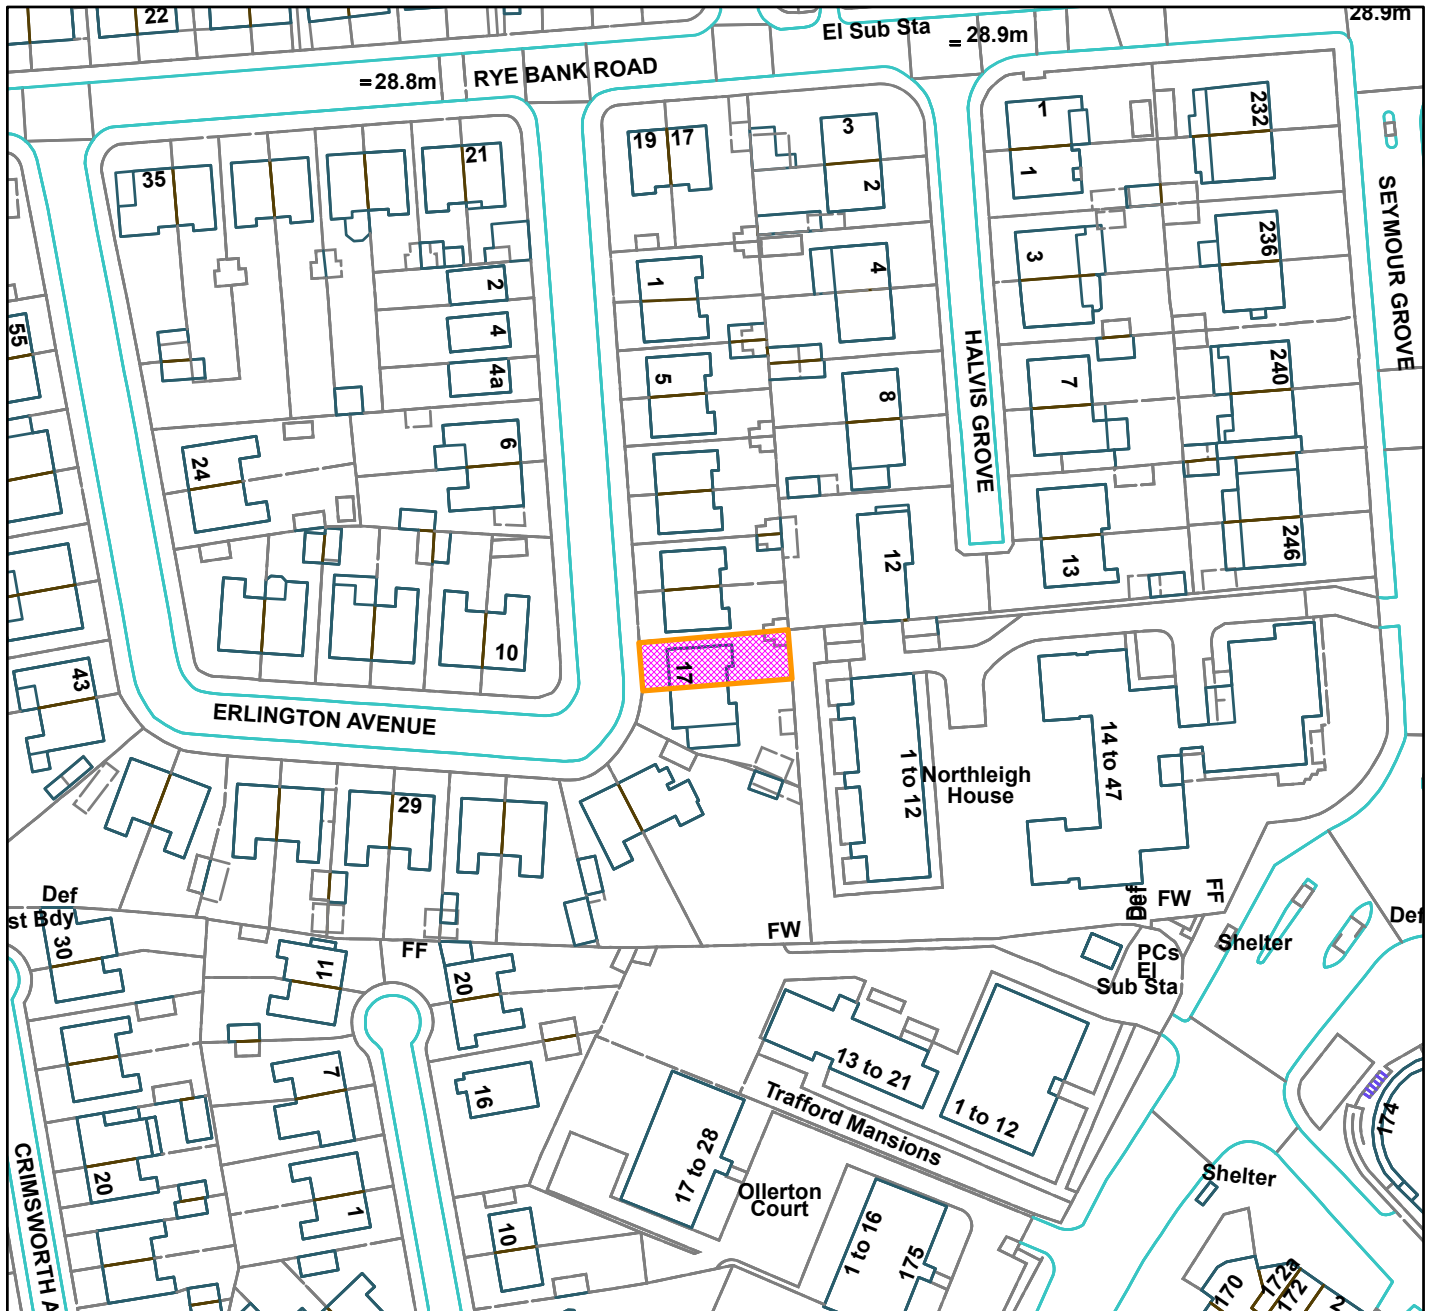 22
El Sub Sta
28.9m
28.9m
28.8m
RYE BANK ROAD
232
1
19
17
3
21
35
1
2
SEYMOUR GROVE
236
3
4
1
2
4
55
HALVIS GROVE
240
7
5
4a
8
6
24
246
13
12
10
17
43
ERLINGTON AVENUE
14 to 47
1 to 12
Northleigh
House
29
Def
st Bdy
FW
FF
Def
FW
Shelter
Def
30
FF
11
20
PCs
El
Sub Sta
13 to 21
7
16
Trafford Mansions
1 to 12
174
17 to 28
CRIMSWORTH A
20
Shelter
Ollerton
Court
1
10
1 to 16
175
170
172a
172
2